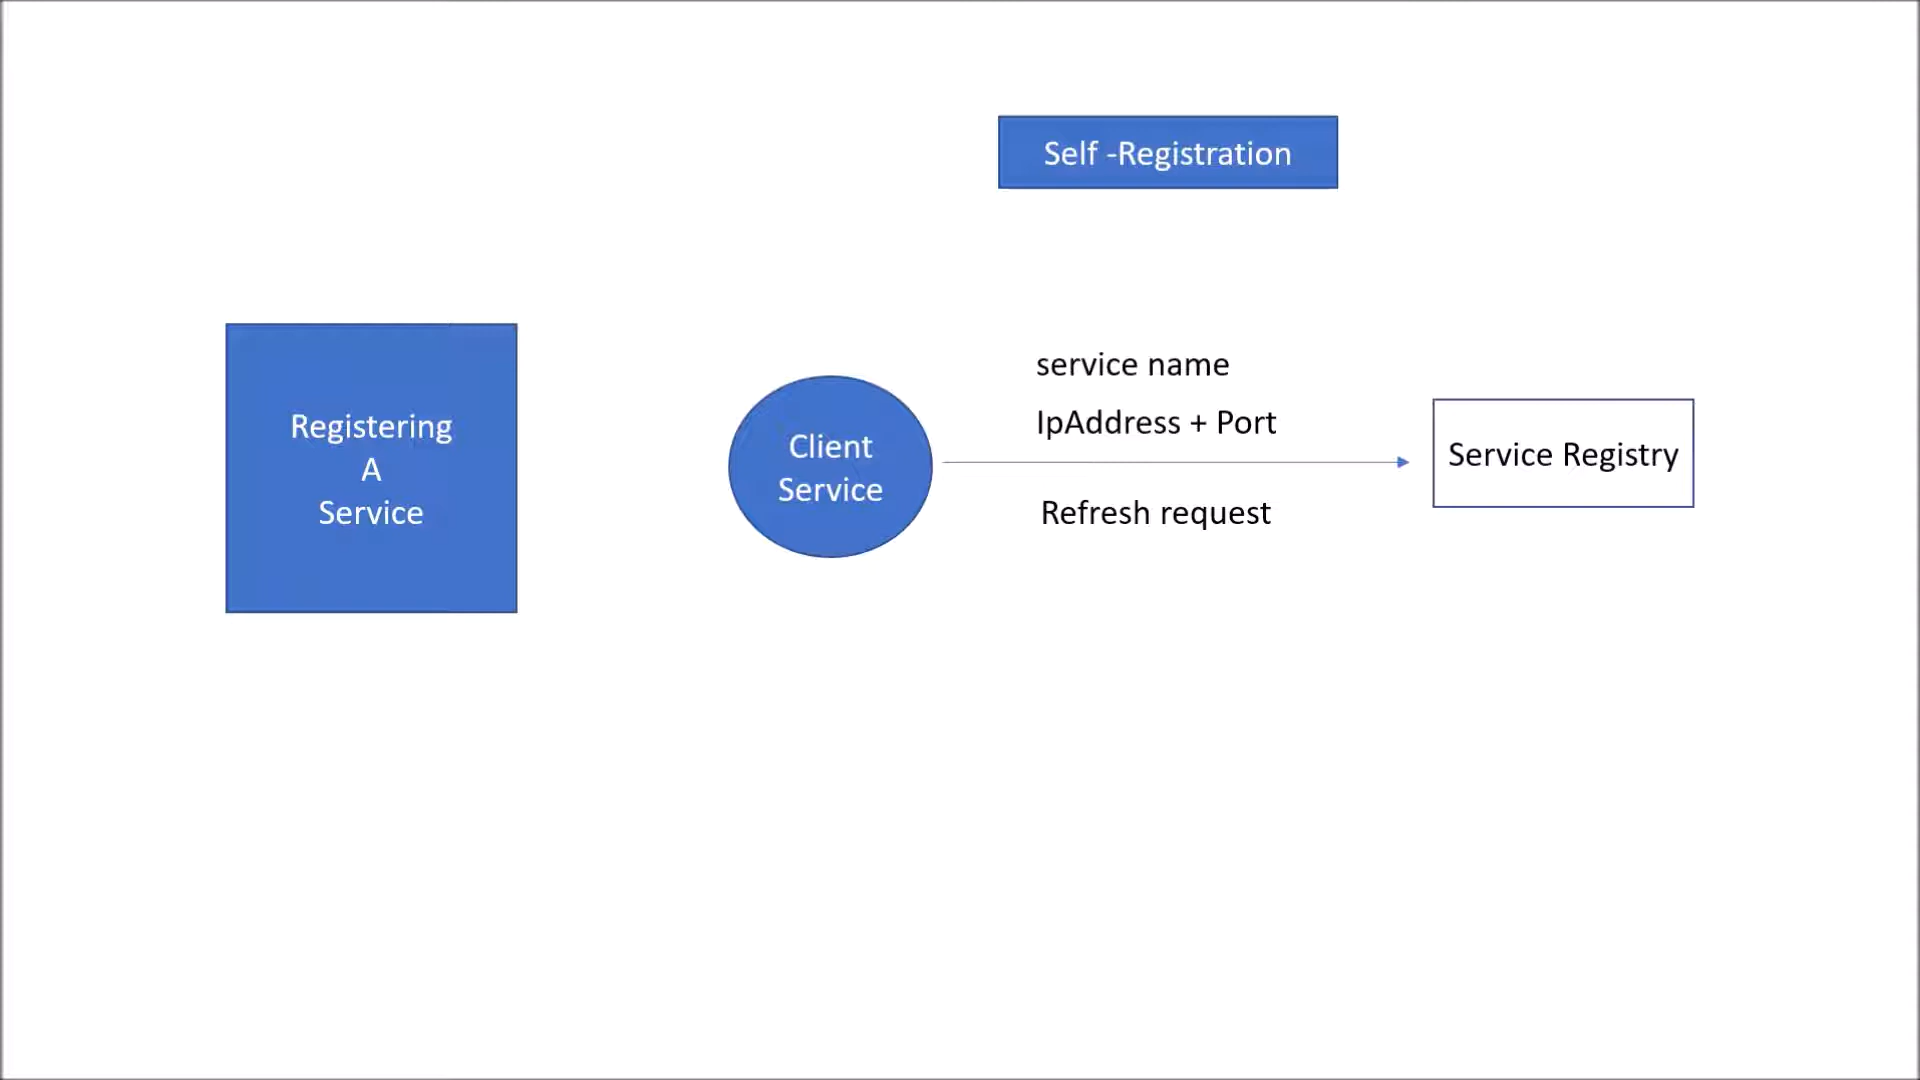 Self -Registration
Registering
A
Service
Client
Service
service name
IpAddress + Port
Refresh request
Service Registry